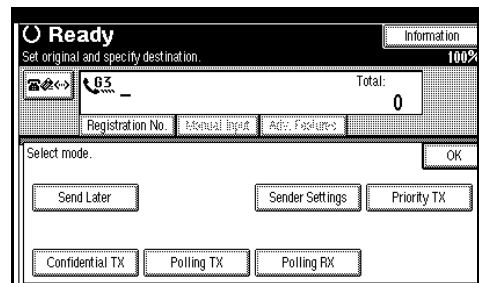 Ready
Information
Set original and specify destination.
100%
G3 _
Total:
0
Registration No.
Manual Input
Adv. Features
Select mode.
OK
Send Later
Sender Settings
Priority TX
Confidential TX
Polling TX
Polling RX